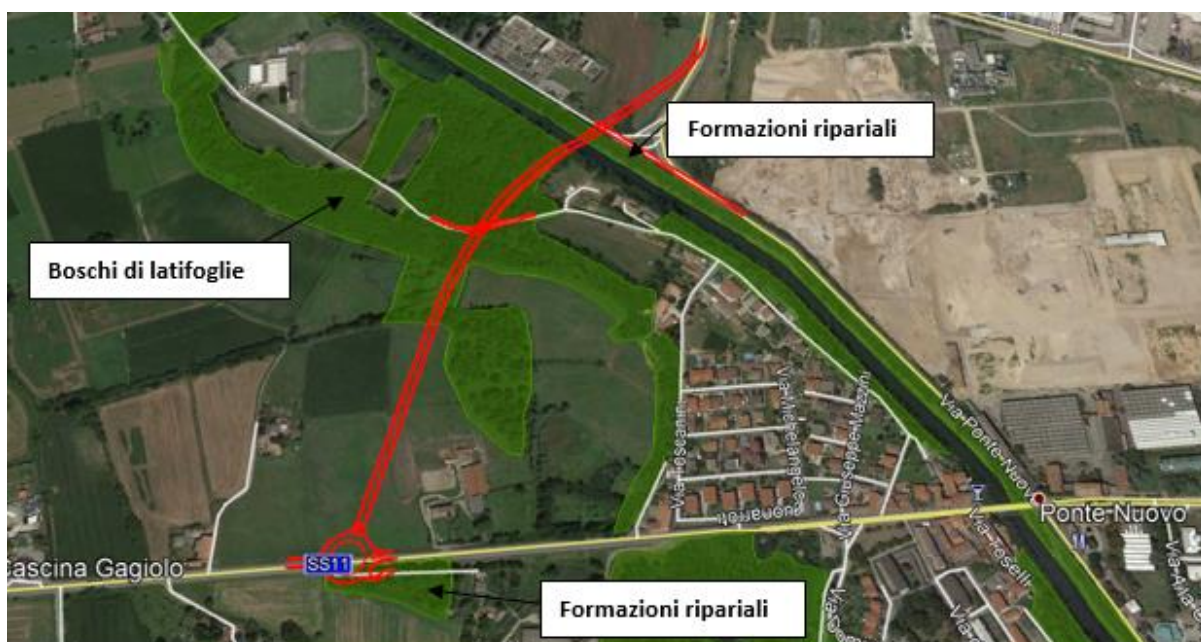 Formazioni ripariali
Boschi di latifoglie
Via Toscanini
Via Michelangelo
Buonarroti
Via Giuseppe Mazzini
Via Ponte Nuovo
Ponte Nuovo
SS11
Cascina Gagiolo
Formazioni ripariali
Via Toselli